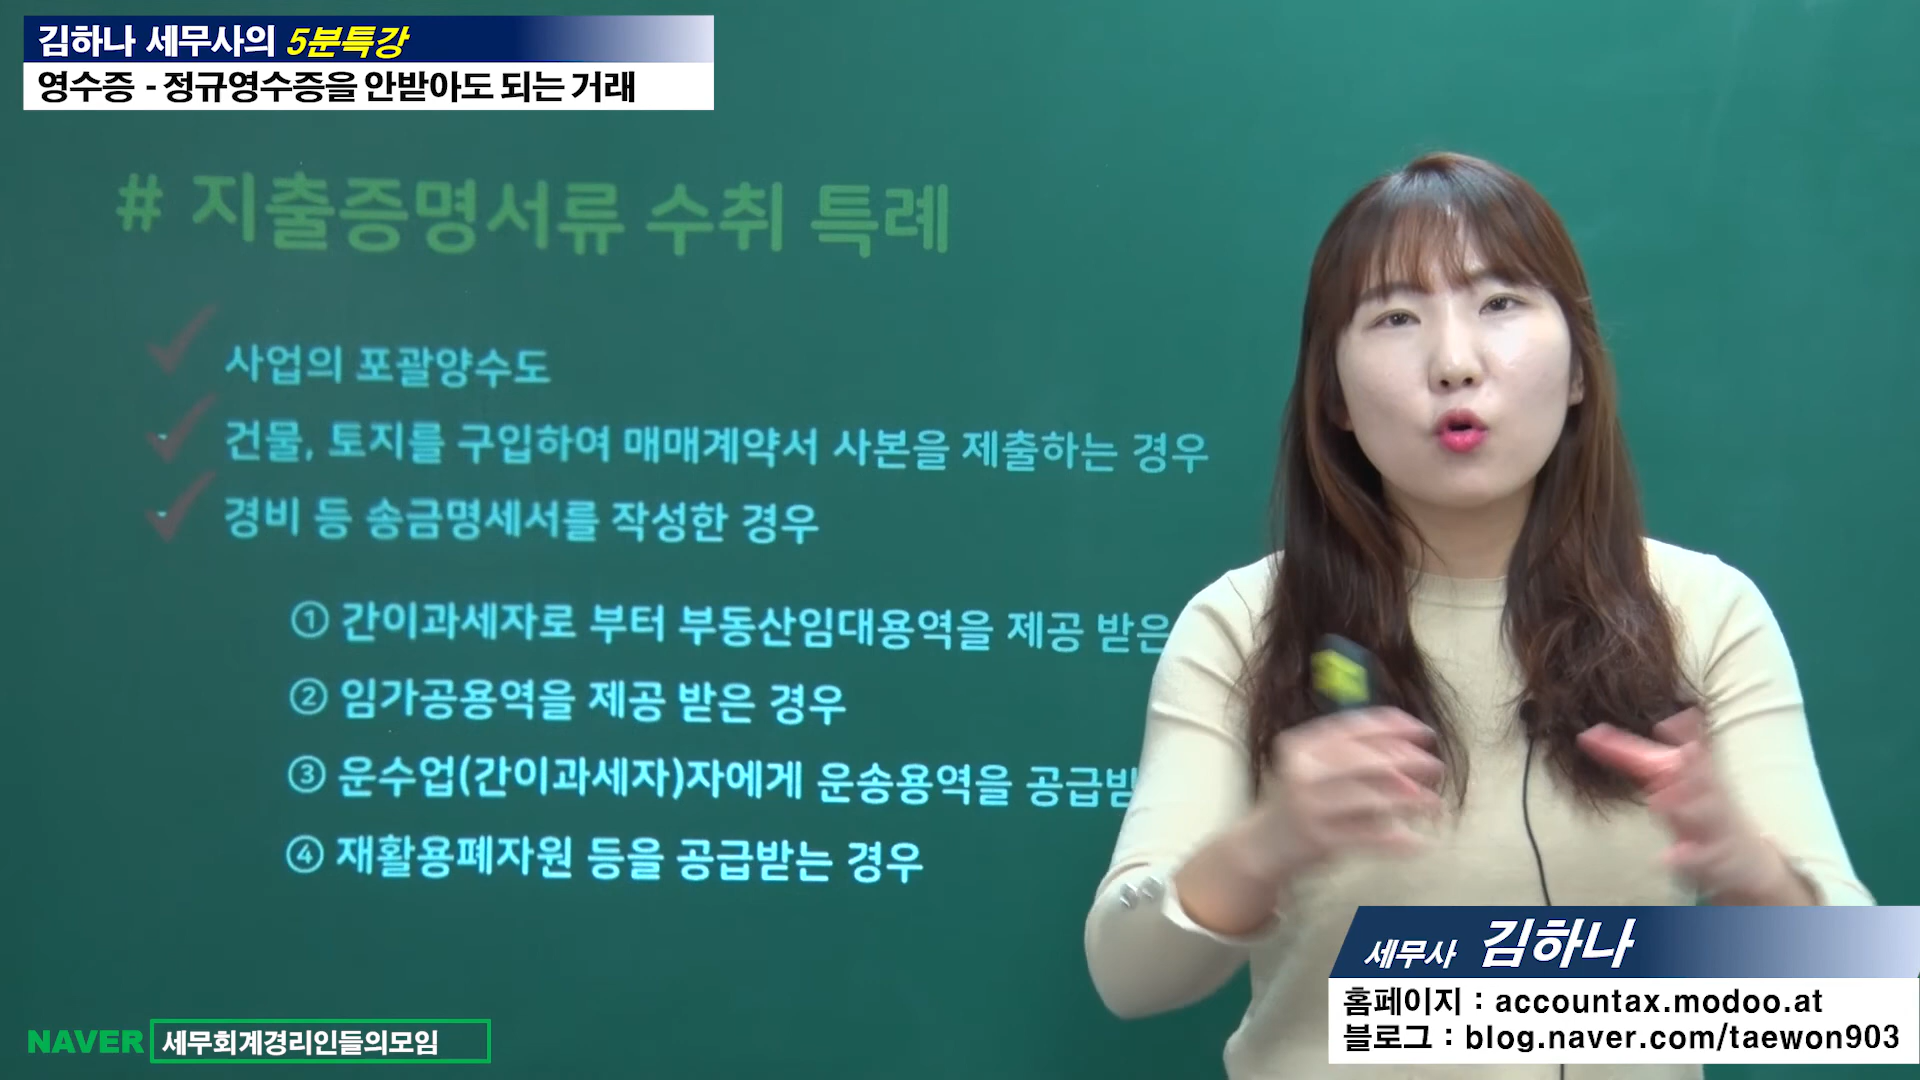 김하나 세무사의 5분특강
영수증 - 정규영수증을 안받아도 되는 거래
# 지출증명서류 수취 특례
사업의 포괄양수도
- 건물, 토지를 구입하여 매매계약서 사본을 제출하는 경우
- 경비 등 송금명세서를 작성한 경우
① 간이과세자로 부터 부동산임대용역을 제공 받은
② 임가공용역을 제공 받은 경우
③ 운수업(간이과세자)자에게 운송용역을 공급받
④ 재활용폐자원 등을 공급받는 경우
세무사 김하나
홈페이지 : accountax.modoo.at
블로그 : blog.naver.com/taewon903
NAVER 세무회계경리인들의모임